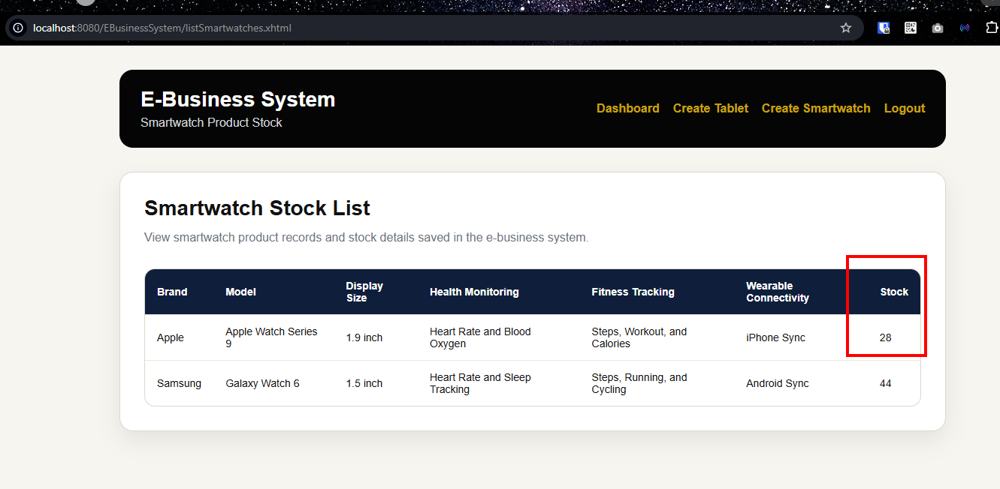 localhost:8080/EBusinessSystem/listSmartwatches.xhtml
E-Business System
Smartwatch Product Stock
Dashboard Create Tablet Create Smartwatch Logout
Smartwatch Stock List
View smartwatch product records and stock details saved in the e-business system.
Brand Model Display Size Health Monitoring Fitness Tracking Wearable Connectivity Stock
Apple Apple Watch Series 9 1.9 inch Heart Rate and Blood Oxygen Steps, Workout, and Calories iPhone Sync 28
Samsung Galaxy Watch 6 1.5 inch Heart Rate and Sleep Tracking Steps, Running, and Cycling Android Sync 44